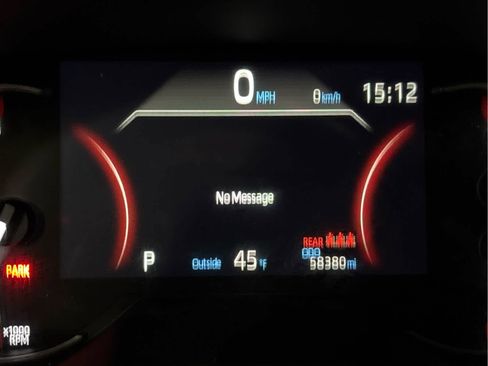 0 MPH 0 km/h 15:12
No Message
REAR
ODO
P Outside 45°F 58380 mi
PARK
x1000
RPM